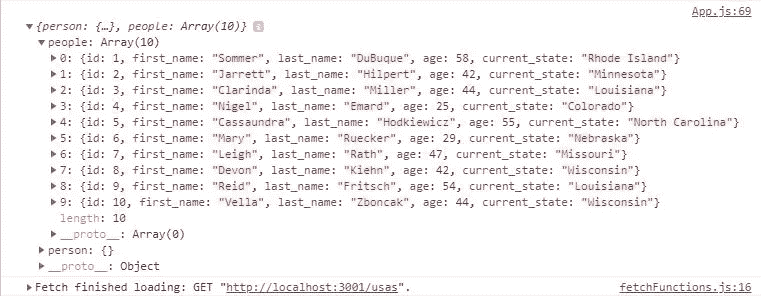 App.js:69
▼{person: {…}, people: Array(10)} i
▼people: Array(10)
▶0: {id: 1, first_name: "Sommer", last_name: "DuBuque", age: 58, current_state: "Rhode Island"}
▶1: {id: 2, first_name: "Jarrett", last_name: "Hilpert", age: 42, current_state: "Minnesota"}
▶2: {id: 3, first_name: "Clarinda", last_name: "Miller", age: 44, current_state: "Louisiana"}
▶3: {id: 4, first_name: "Nigel", last_name: "Emard", age: 25, current_state: "Colorado"}
▶4: {id: 5, first_name: "Cassaundra", last_name: "Hodkiewicz", age: 55, current_state: "North Carolina"}
▶5: {id: 6, first_name: "Mary", last_name: "Ruecker", age: 29, current_state: "Nebraska"}
▶6: {id: 7, first_name: "Leigh", last_name: "Rath", age: 47, current_state: "Missouri"}
▶7: {id: 8, first_name: "Devon", last_name: "Kiehn", age: 42, current_state: "Wisconsin"}
▶8: {id: 9, first_name: "Reid", last_name: "Fritsch", age: 54, current_state: "Louisiana"}
▶9: {id: 10, first_name: "Vella", last_name: "Zboncak", age: 44, current_state: "Wisconsin"}
length: 10
▶__proto__: Array(0)
▶person: {}
▶__proto__: Object
▶Fetch finished loading: GET "http://localhost:3001/usas". fetchFunctions.js:16